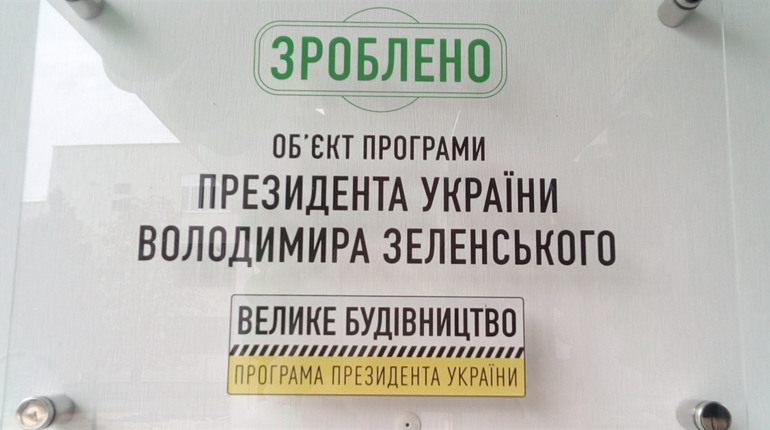 ЗРОБЛЕНО
ОБ'ЄКТ ПРОГРАМИ
ПРЕЗИДЕНТА УКРАЇНИ
ВОЛОДИМИРА ЗЕЛЕНСЬКОГО
ВЕЛИКЕ БУДІВНИЦТВО
ПРОГРАМА ПРЕЗИДЕНТА УКРАЇНИ